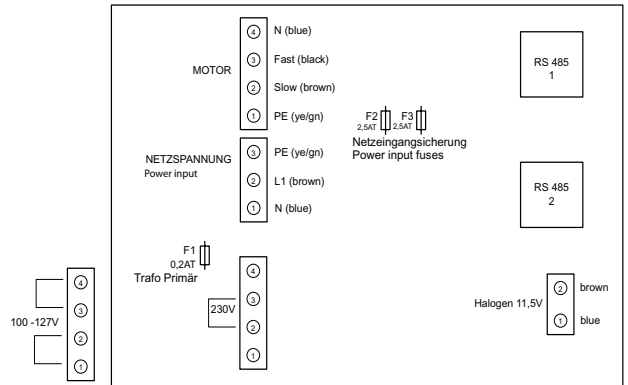 MOTOR
4 N (blue)
3 Fast (black)
2 Slow (brown)
1 PE (ye/gn)
NETZSPANNUNG
Power input
3 PE (ye/gn)
2 L1 (brown)
1 N (blue)
F2
2,5AT
F3
2,5AT
Netzeingangsicherung
Power input fuses
RS 485
1
RS 485
2
F1
0,2AT
Trafo Primär
230V
4
3
2
1
100 -127V
4
3
2
1
Halogen 11,5V
2 brown
1 blue